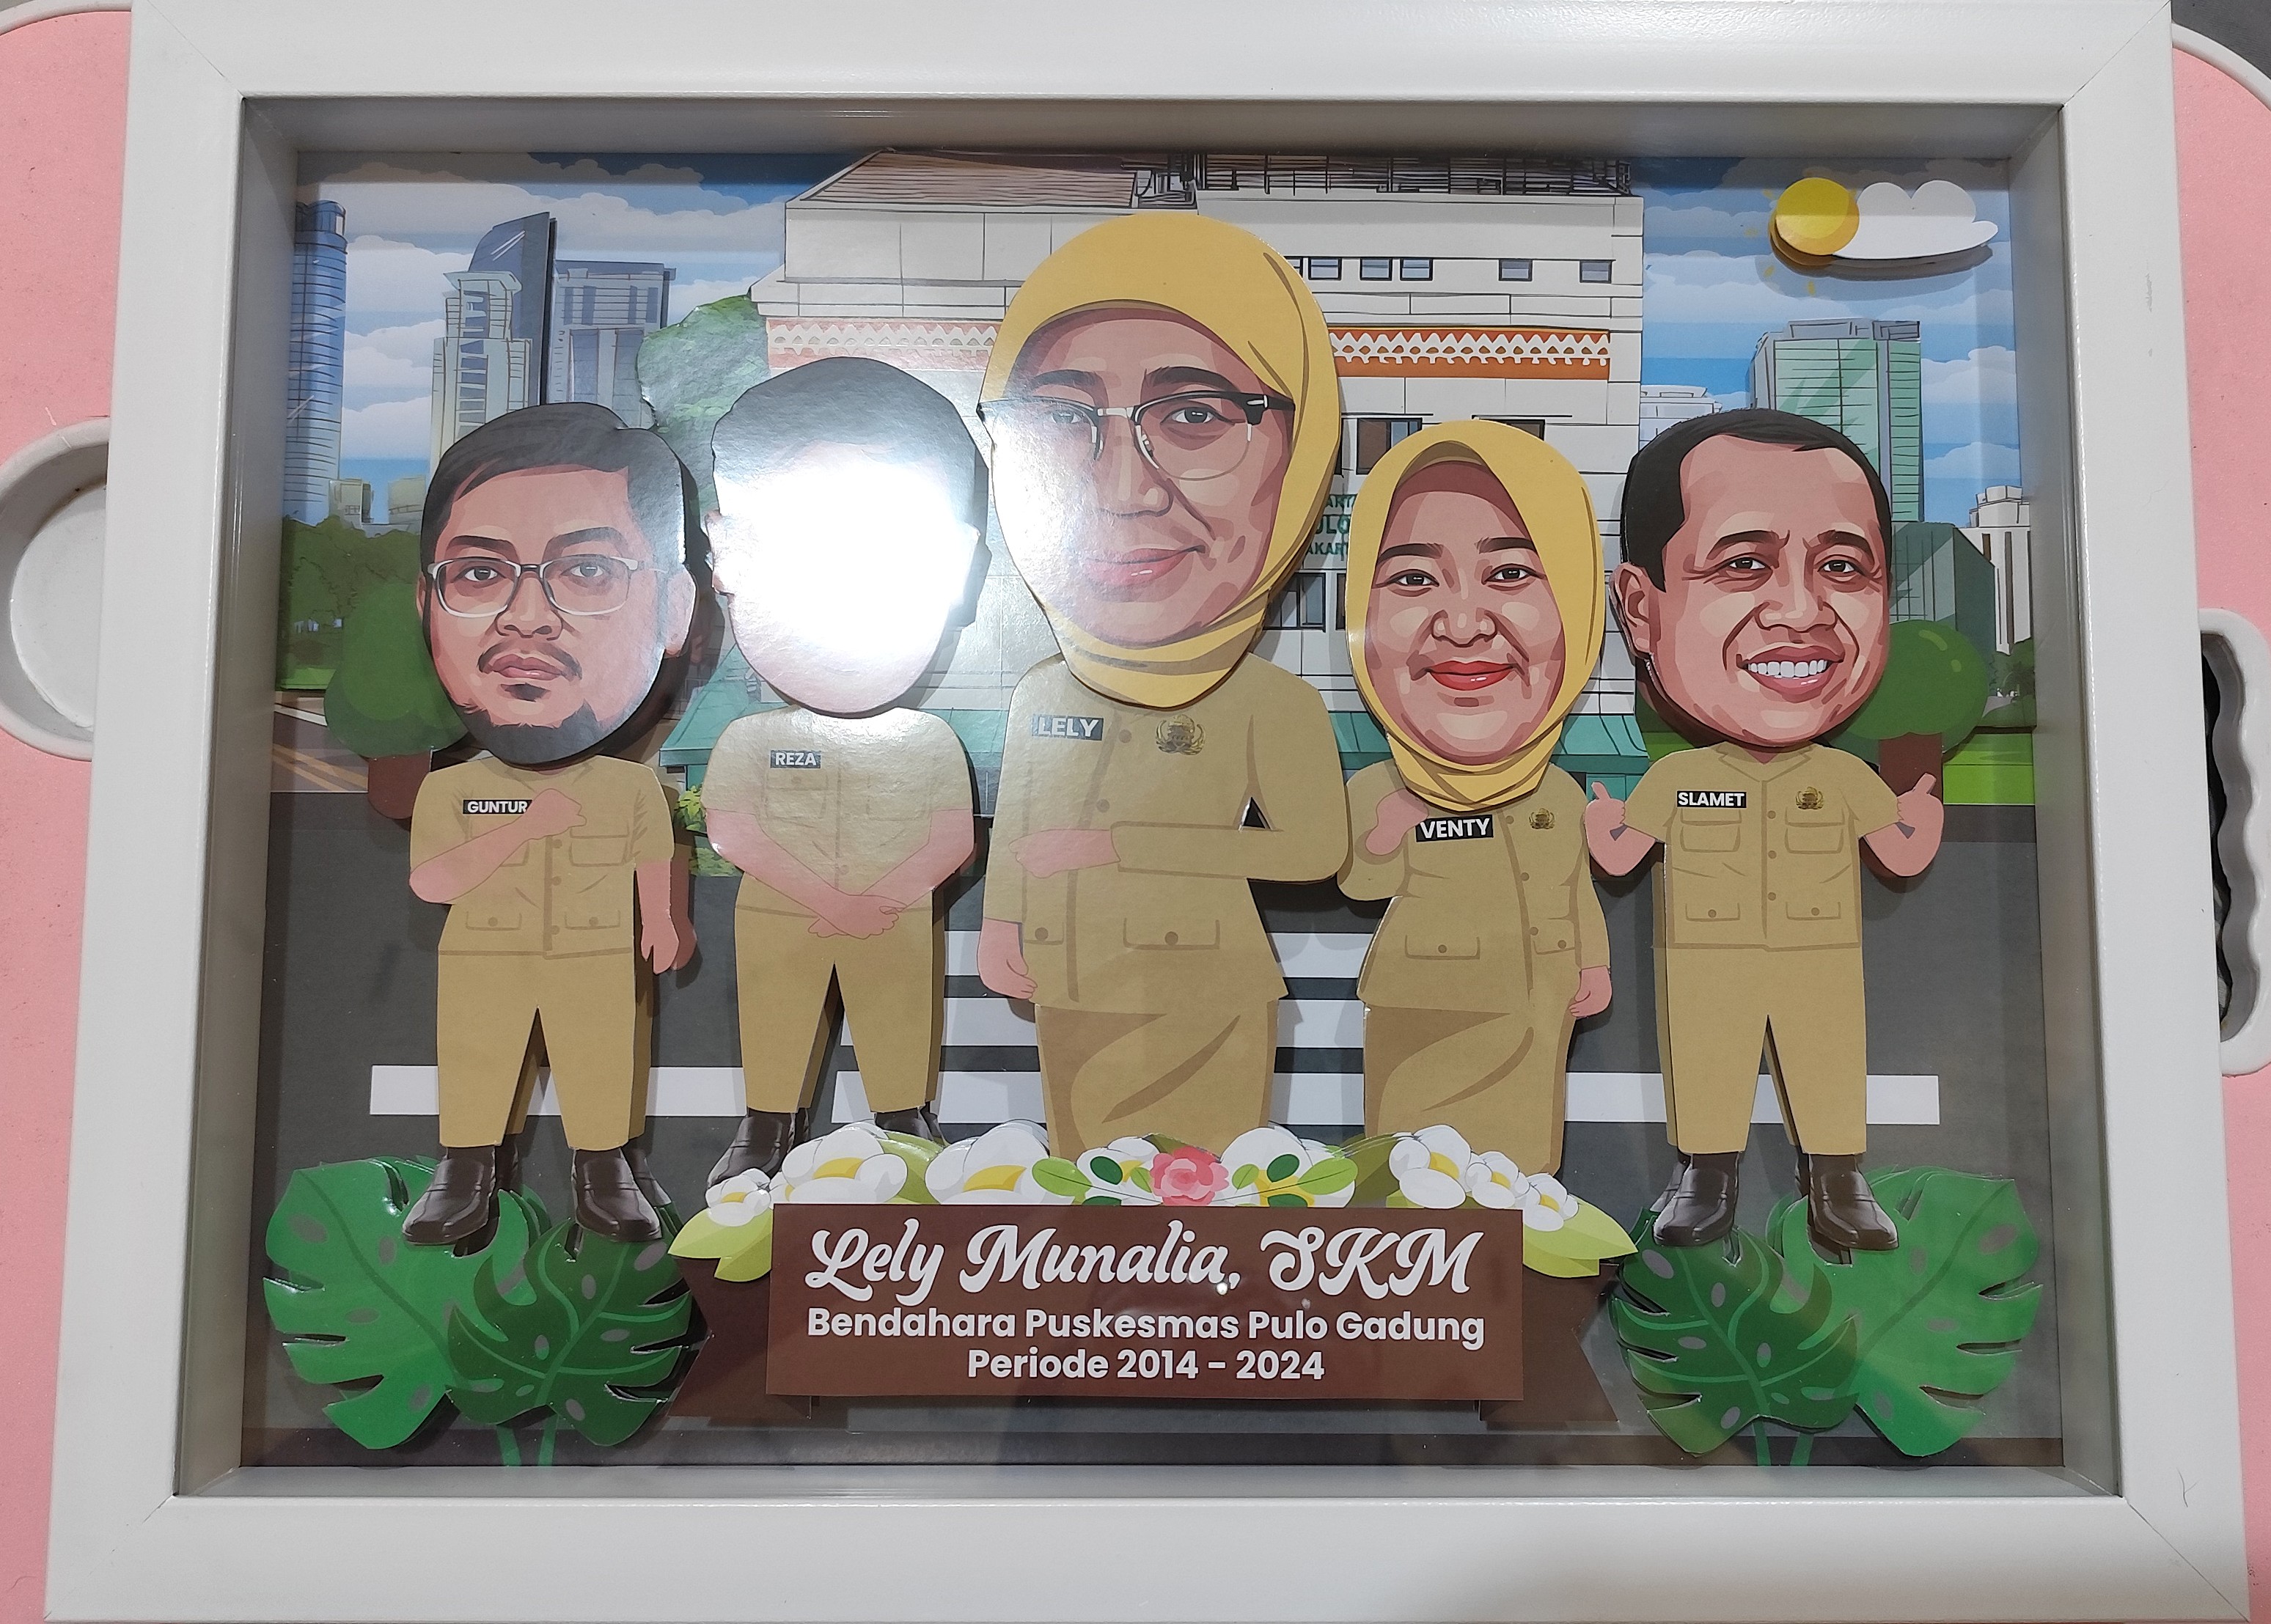 GUNTUR
REZA
LELY
VENTY
SLAMET
Lely Munalia, SKM
Bendahara Puskesmas Pulo Gadung
Periode 2014 - 2024